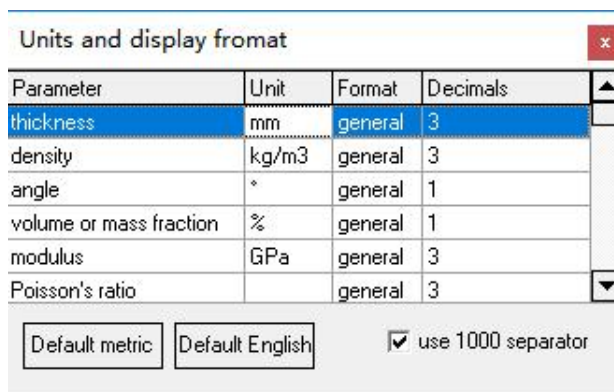 Units and display fromat
x
Parameter Unit Format Decimals
thickness mm general 3
density kg/m3 general 3
angle ° general 1
volume or mass fraction % general 1
modulus GPa general 3
Poisson's ratio general 3
Default metric Default English use 1000 separator